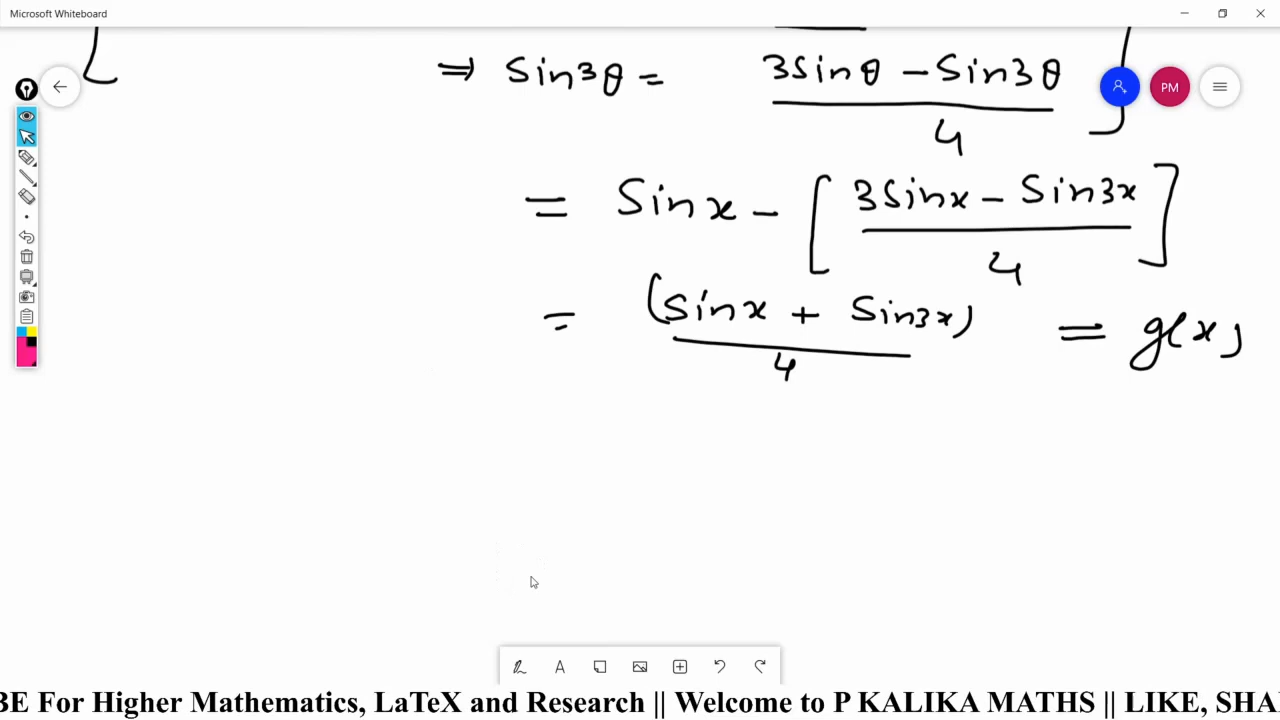 Microsoft Whiteboard
⇒ Sin³θ = 3Sinθ − Sin3θ / 4
PM
= Sinx − [ 3Sinx − Sin3x / 4 ]
= (Sinx + Sin3x) / 4 = g(x)
BE For Higher Mathematics, LaTeX and Research || Welcome to P KALIKA MATHS || LIKE, SHA